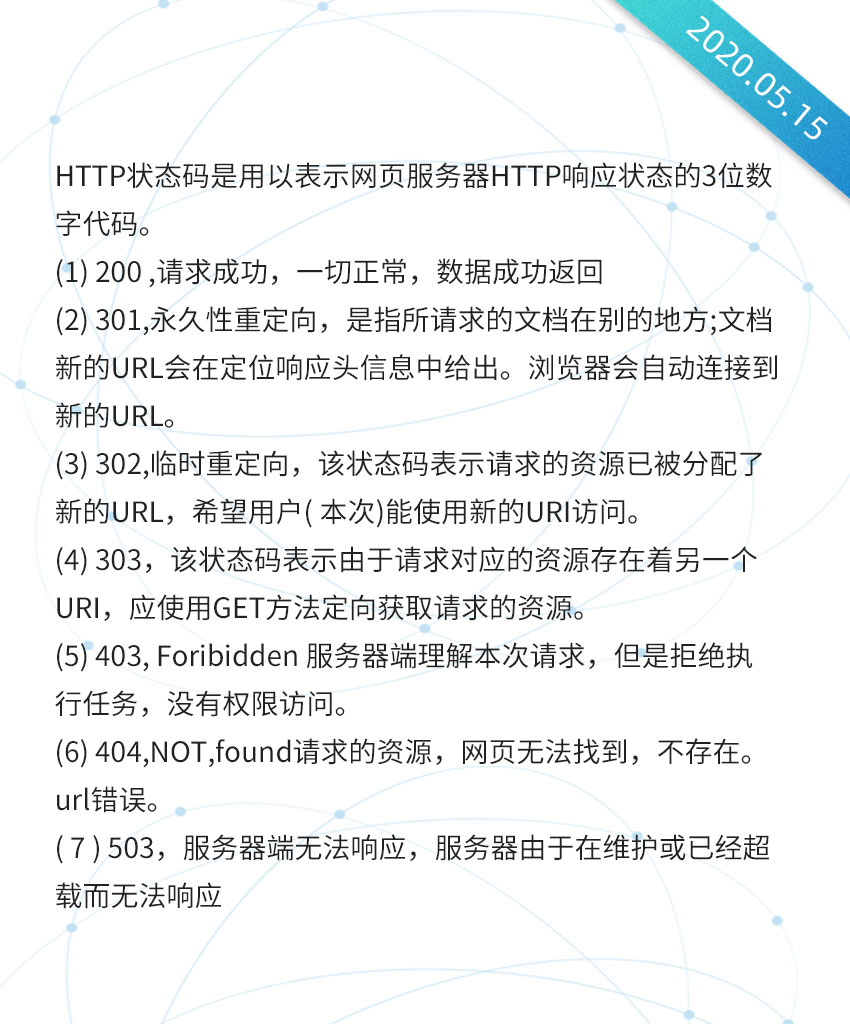 2020.05.15
HTTP状态码是用以表示网页服务器HTTP响应状态的3位数
字代码。
(1) 200 ,请求成功，一切正常，数据成功返回
(2) 301,永久性重定向，是指所请求的文档在别的地方;文档
新的URL会在定位响应头信息中给出。浏览器会自动连接到
新的URL。
(3) 302,临时重定向，该状态码表示请求的资源已被分配了
新的URL，希望用户( 本次)能使用新的URI访问。
(4) 303，该状态码表示由于请求对应的资源存在着另一个
URI，应使用GET方法定向获取请求的资源。
(5) 403, Foribidden 服务器端理解本次请求，但是拒绝执
行任务，没有权限访问。
(6) 404,NOT,found请求的资源，网页无法找到，不存在。
url错误。
( 7 ) 503，服务器端无法响应，服务器由于在维护或已经超
载而无法响应